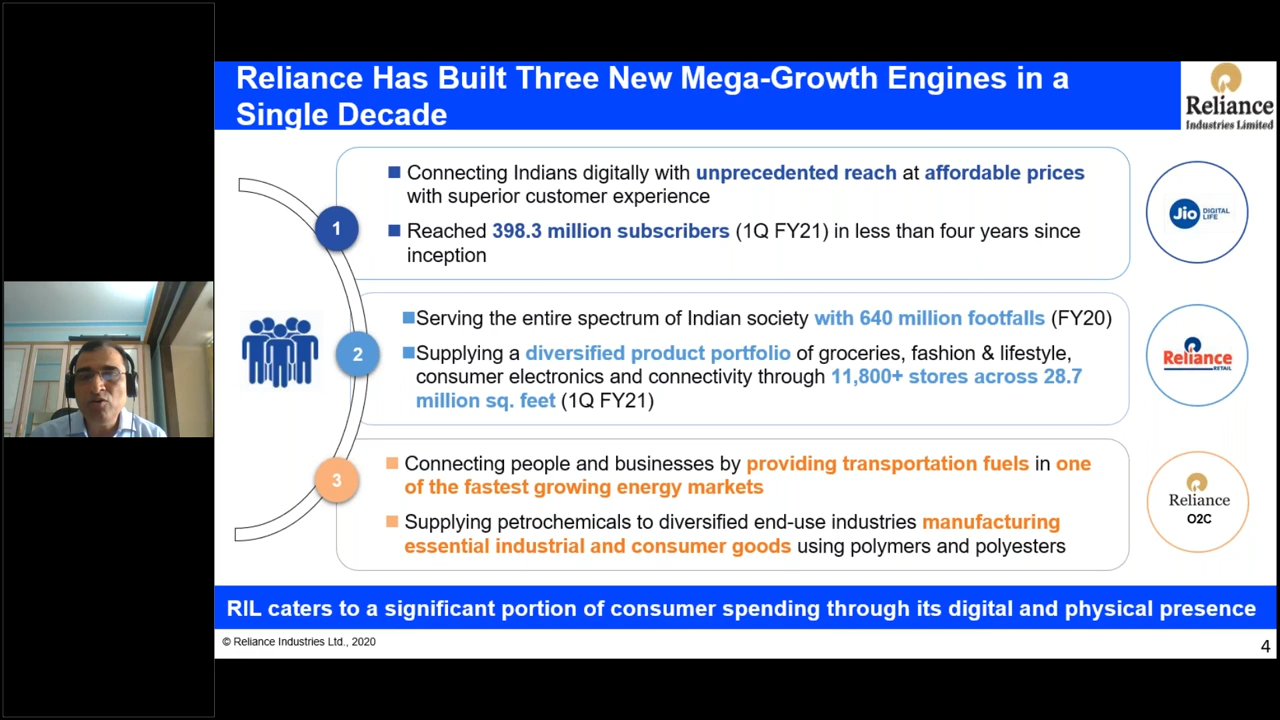 Reliance Has Built Three New Mega-Growth Engines in a
Single Decade
Reliance
Industries Limited
1
■ Connecting Indians digitally with unprecedented reach at affordable prices
with superior customer experience
■ Reached 398.3 million subscribers (1Q FY21) in less than four years since
inception
Jio DIGITAL
LIFE
2
■Serving the entire spectrum of Indian society with 640 million footfalls (FY20)
■Supplying a diversified product portfolio of groceries, fashion & lifestyle,
consumer electronics and connectivity through 11,800+ stores across 28.7
million sq. feet (1Q FY21)
Reliance
RETAIL
3
■ Connecting people and businesses by providing transportation fuels in one
of the fastest growing energy markets
■ Supplying petrochemicals to diversified end-use industries manufacturing
essential industrial and consumer goods using polymers and polyesters
Reliance
O2C
RIL caters to a significant portion of consumer spending through its digital and physical presence
© Reliance Industries Ltd., 2020
4